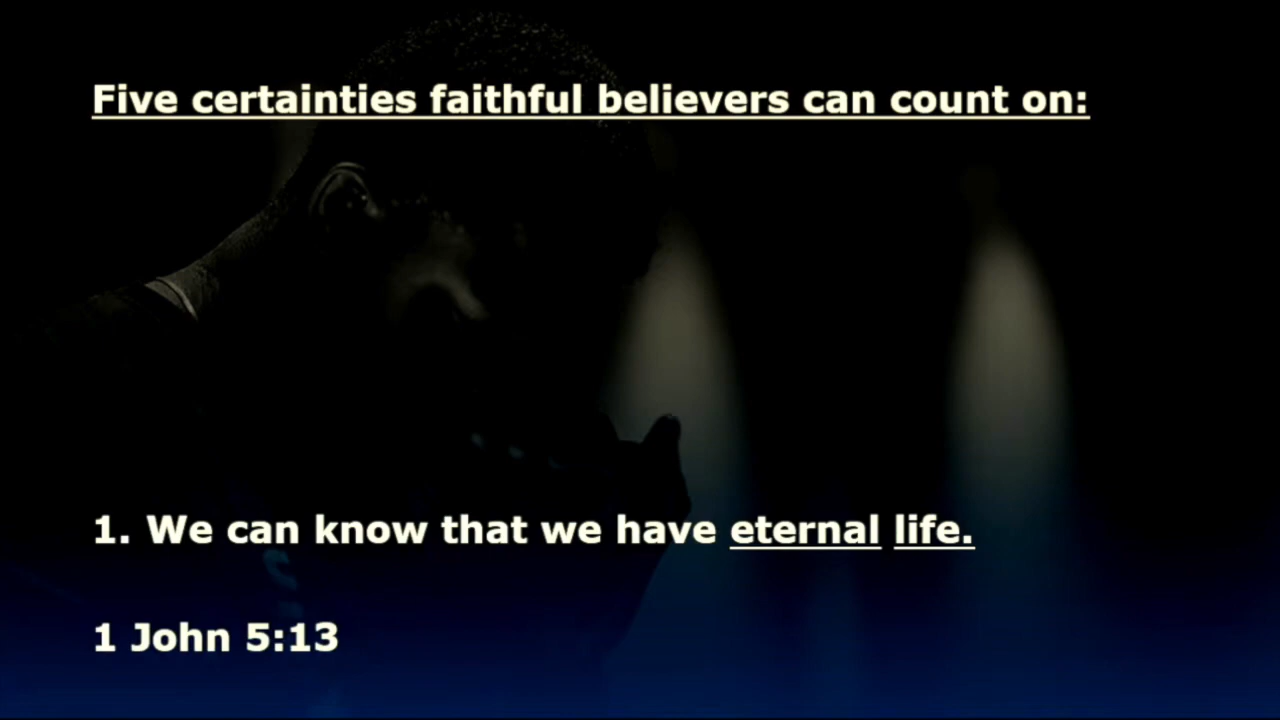 Five certainties faithful believers can count on:
1. We can know that we have eternal life.
1 John 5:13